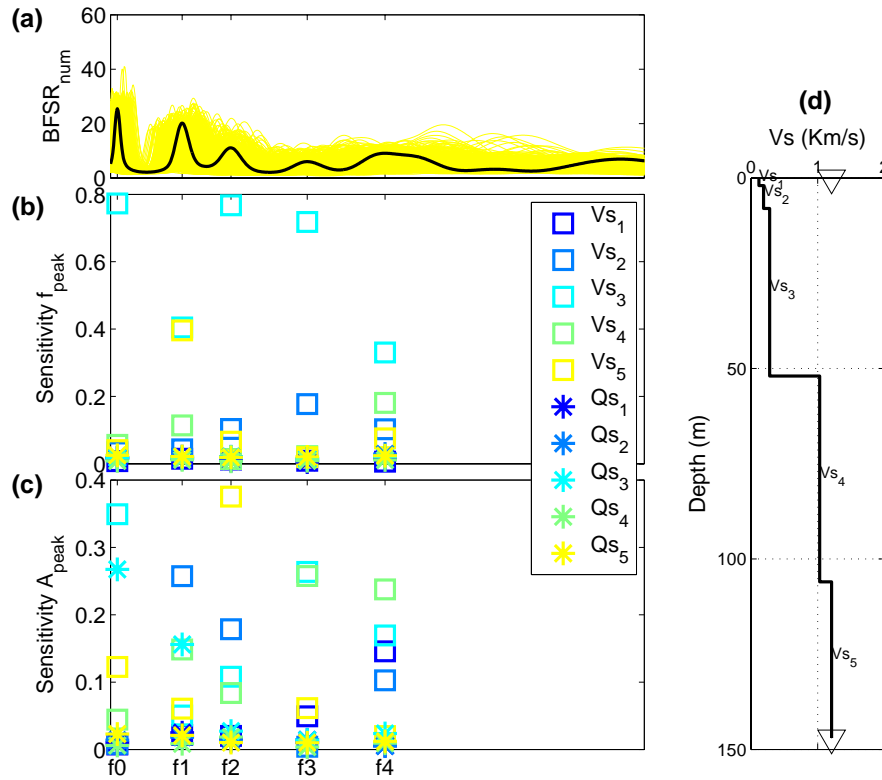 (a)
60
40
20
0
BFSR_num
(b)
0.8
0.6
0.4
0.2
0
Sensitivity f_peak
Vs_1
Vs_2
Vs_3
Vs_4
Vs_5
Qs_1
Qs_2
Qs_3
Qs_4
Qs_5
(c)
0.4
0.3
0.2
0.1
0
Sensitivity A_peak
f0 f1 f2 f3 f4
(d)
Vs (Km/s)
0 1 2
0
50
100
150
Depth (m)
Vs_1
Vs_2
Vs_3
Vs_4
Vs_5